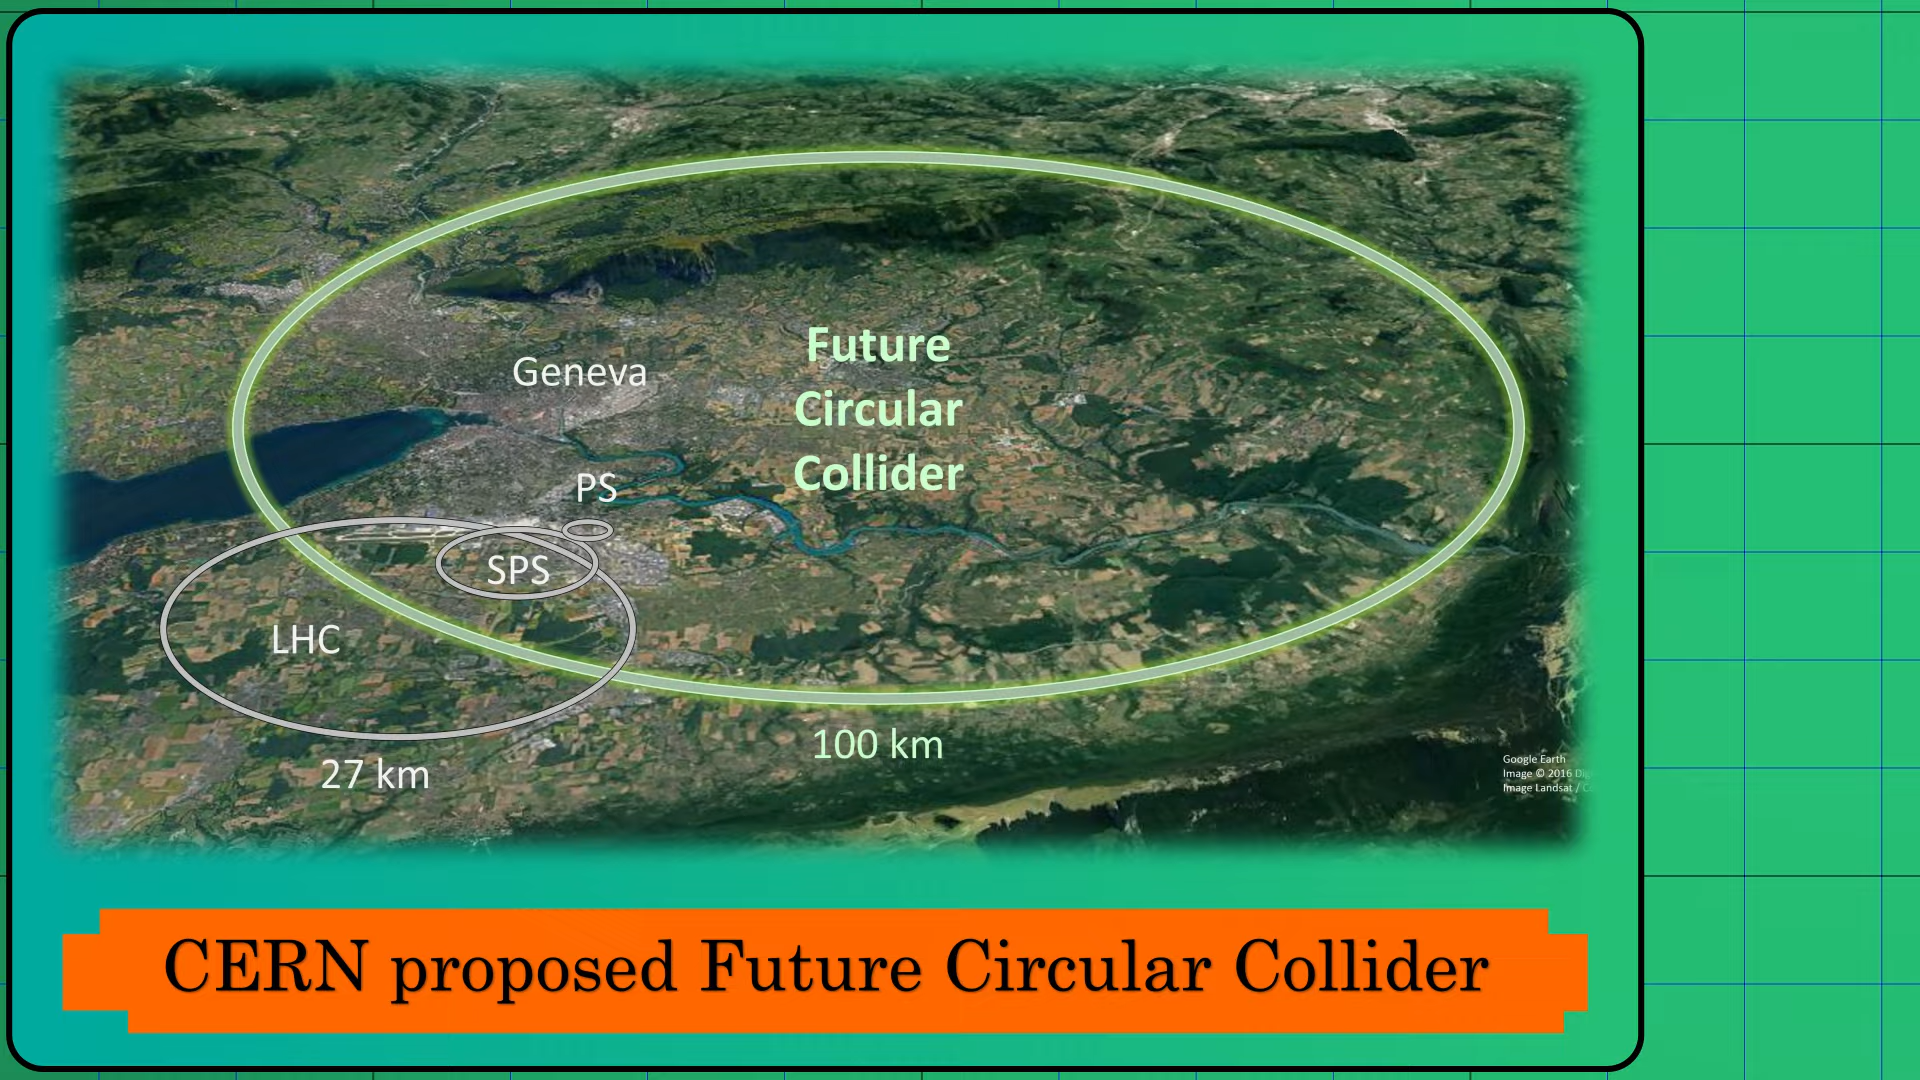 Future
Circular
Collider
Geneva
PS
SPS
LHC
100 km
27 km
Google Earth
Image © 2016
Image Landsat /
CERN proposed Future Circular Collider